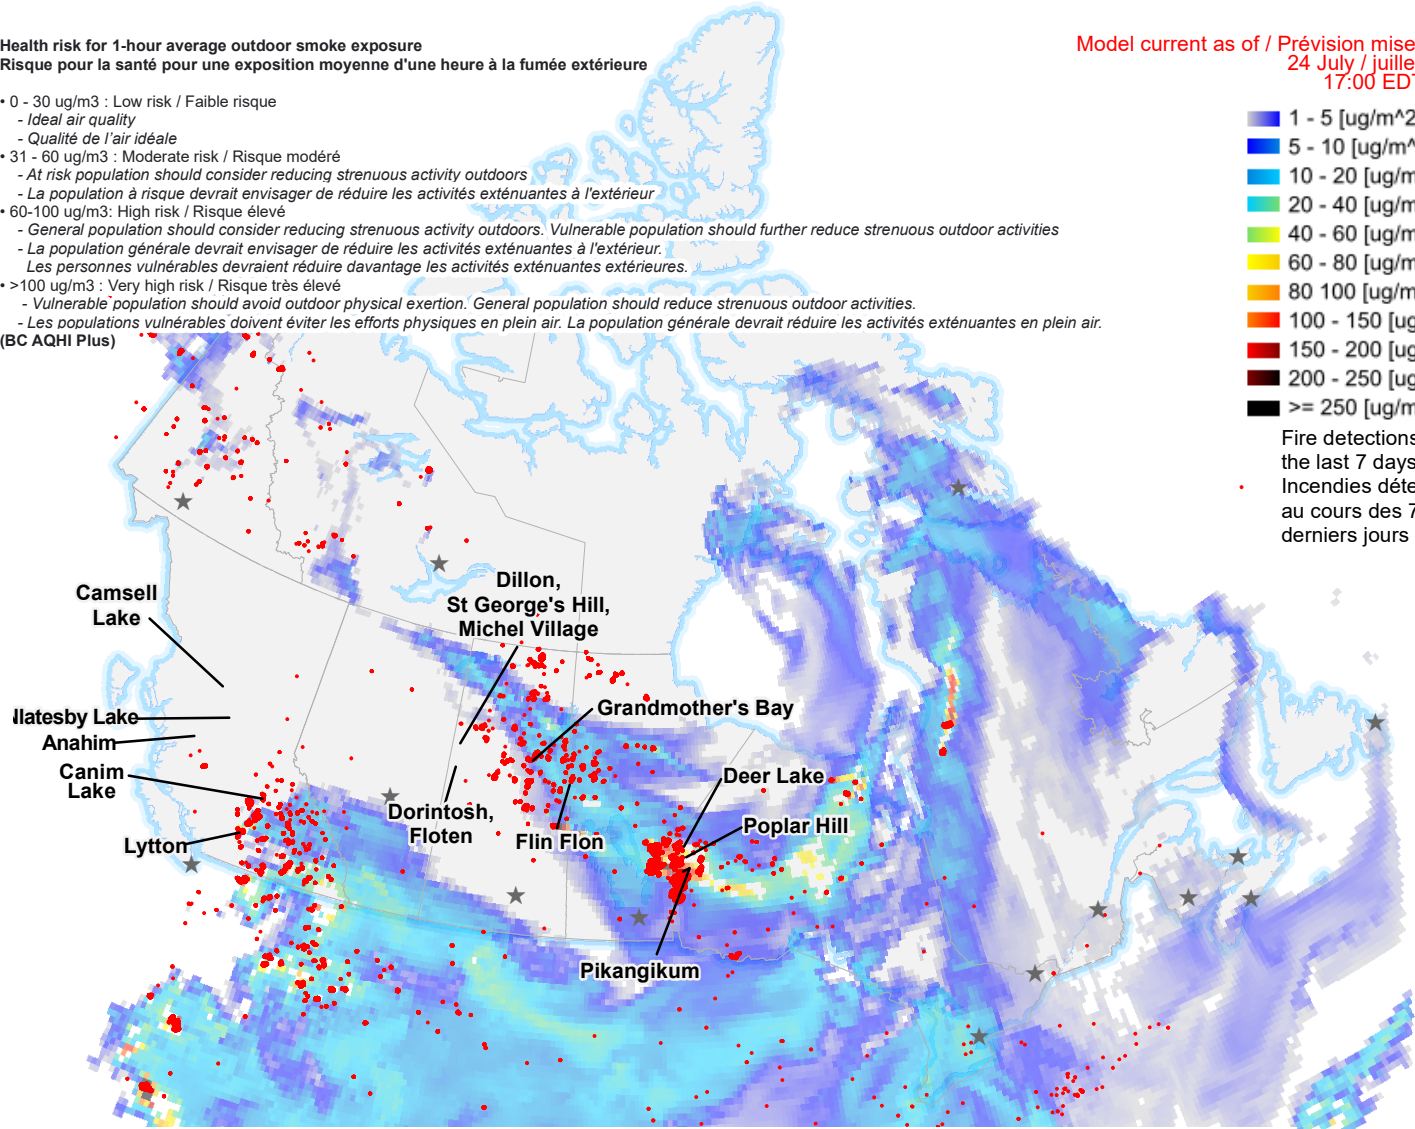 Health risk for 1-hour average outdoor smoke exposure
Risque pour la santé pour une exposition moyenne d'une heure à la fumée extérieure
• 0 - 30 ug/m3 : Low risk / Faible risque
- Ideal air quality
- Qualité de l'air idéale
• 31 - 60 ug/m3 : Moderate risk / Risque modéré
- At risk population should consider reducing strenuous activity outdoors
- La population à risque devrait envisager de réduire les activités exténuantes à l'extérieur
• 60-100 ug/m3: High risk / Risque élevé
- General population should consider reducing strenuous activity outdoors. Vulnerable population should further reduce strenuous outdoor activities
- La population générale devrait envisager de réduire les activités exténuantes à l'extérieur.
Les personnes vulnérables devraient réduire davantage les activités exténuantes extérieures.
• >100 ug/m3 : Very high risk / Risque très élevé
- Vulnerable population should avoid outdoor physical exertion. General population should reduce strenuous outdoor activities.
- Les populations vulnérables doivent éviter les efforts physiques en plein air. La population générale devrait réduire les activités exténuantes en plein air.
(BC AQHI Plus)
Model current as of / Prévision mise
24 July / juille
17:00 EDT
1 - 5 [ug/m^2
5 - 10 [ug/m^
10 - 20 [ug/m
20 - 40 [ug/m
40 - 60 [ug/m
60 - 80 [ug/m
80 100 [ug/m
100 - 150 [ug
150 - 200 [ug
200 - 250 [ug
>= 250 [ug/m
Fire detections
the last 7 days
Incendies déte
au cours des 7
derniers jours
Camsell
Lake
Dillon,
St George's Hill,
Michel Village
Grandmother's Bay
latesby Lake
Anahim
Canim
Lake
Lytton
Dorintosh,
Floten
Flin Flon
Deer Lake
Poplar Hill
Pikangikum